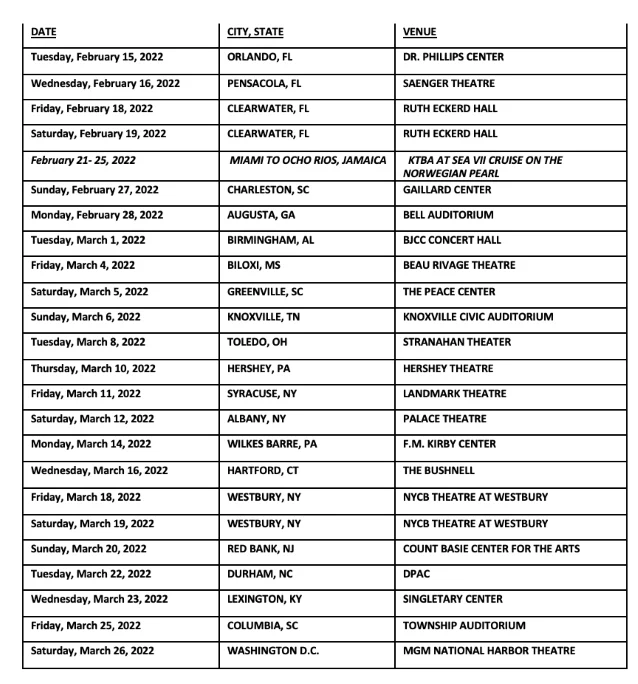 DATE CITY, STATE VENUE
Tuesday, February 15, 2022 ORLANDO, FL DR. PHILLIPS CENTER
Wednesday, February 16, 2022 PENSACOLA, FL SAENGER THEATRE
Friday, February 18, 2022 CLEARWATER, FL RUTH ECKERD HALL
Saturday, February 19, 2022 CLEARWATER, FL RUTH ECKERD HALL
February 21- 25, 2022 MIAMI TO OCHO RIOS, JAMAICA KTBA AT SEA VII CRUISE ON THE
NORWEGIAN PEARL
Sunday, February 27, 2022 CHARLESTON, SC GAILLARD CENTER
Monday, February 28, 2022 AUGUSTA, GA BELL AUDITORIUM
Tuesday, March 1, 2022 BIRMINGHAM, AL BJCC CONCERT HALL
Friday, March 4, 2022 BILOXI, MS BEAU RIVAGE THEATRE
Saturday, March 5, 2022 GREENVILLE, SC THE PEACE CENTER
Sunday, March 6, 2022 KNOXVILLE, TN KNOXVILLE CIVIC AUDITORIUM
Tuesday, March 8, 2022 TOLEDO, OH STRANAHAN THEATER
Thursday, March 10, 2022 HERSHEY, PA HERSHEY THEATRE
Friday, March 11, 2022 SYRACUSE, NY LANDMARK THEATRE
Saturday, March 12, 2022 ALBANY, NY PALACE THEATRE
Monday, March 14, 2022 WILKES BARRE, PA F.M. KIRBY CENTER
Wednesday, March 16, 2022 HARTFORD, CT THE BUSHNELL
Friday, March 18, 2022 WESTBURY, NY NYCB THEATRE AT WESTBURY
Saturday, March 19, 2022 WESTBURY, NY NYCB THEATRE AT WESTBURY
Sunday, March 20, 2022 RED BANK, NJ COUNT BASIE CENTER FOR THE ARTS
Tuesday, March 22, 2022 DURHAM, NC DPAC
Wednesday, March 23, 2022 LEXINGTON, KY SINGLETARY CENTER
Friday, March 25, 2022 COLUMBIA, SC TOWNSHIP AUDITORIUM
Saturday, March 26, 2022 WASHINGTON D.C. MGM NATIONAL HARBOR THEATRE